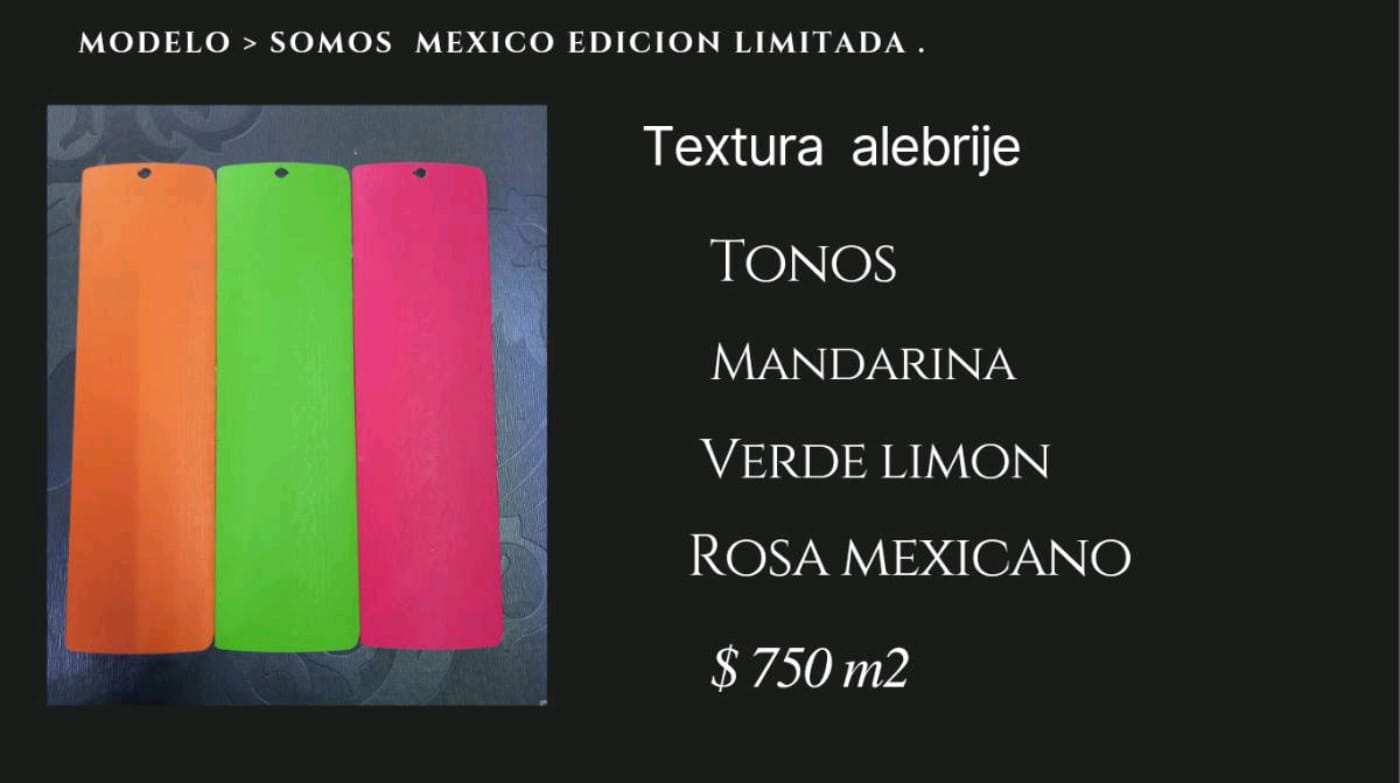 MODELO > SOMOS MEXICO EDICION LIMITADA .
Textura alebrije
TONOS
MANDARINA
VERDE LIMON
ROSA MEXICANO
$ 750 m2